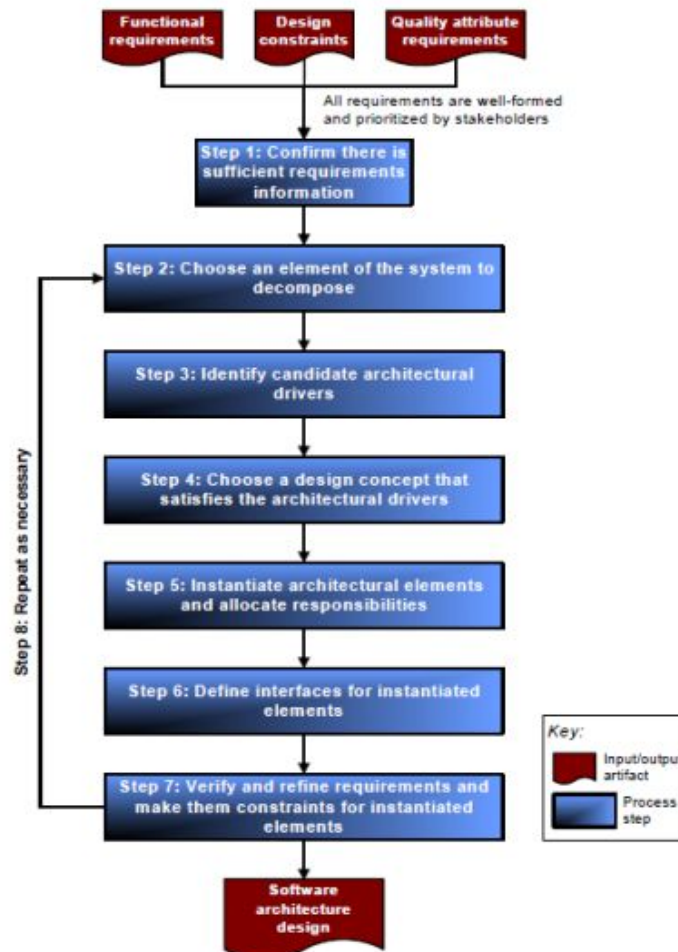 Functional
requirements
Design
constraints
Quality attribute
requirements
All requirements are well-formed
and prioritized by stakeholders
Step 1: Confirm there is
sufficient requirements
information
Step 2: Choose an element of the system to
decompose
Step 3: Identify candidate architectural
drivers
Step 4: Choose a design concept that
satisfies the architectural drivers
Step 5: Instantiate architectural elements
and allocate responsibilities
Step 6: Define interfaces for instantiated
elements
Step 7: Verify and refine requirements and
make them constraints for instantiated
elements
Step 8: Repeat as necessary
Software
architecture
design
Key:
Input/output
artifact
Process
step